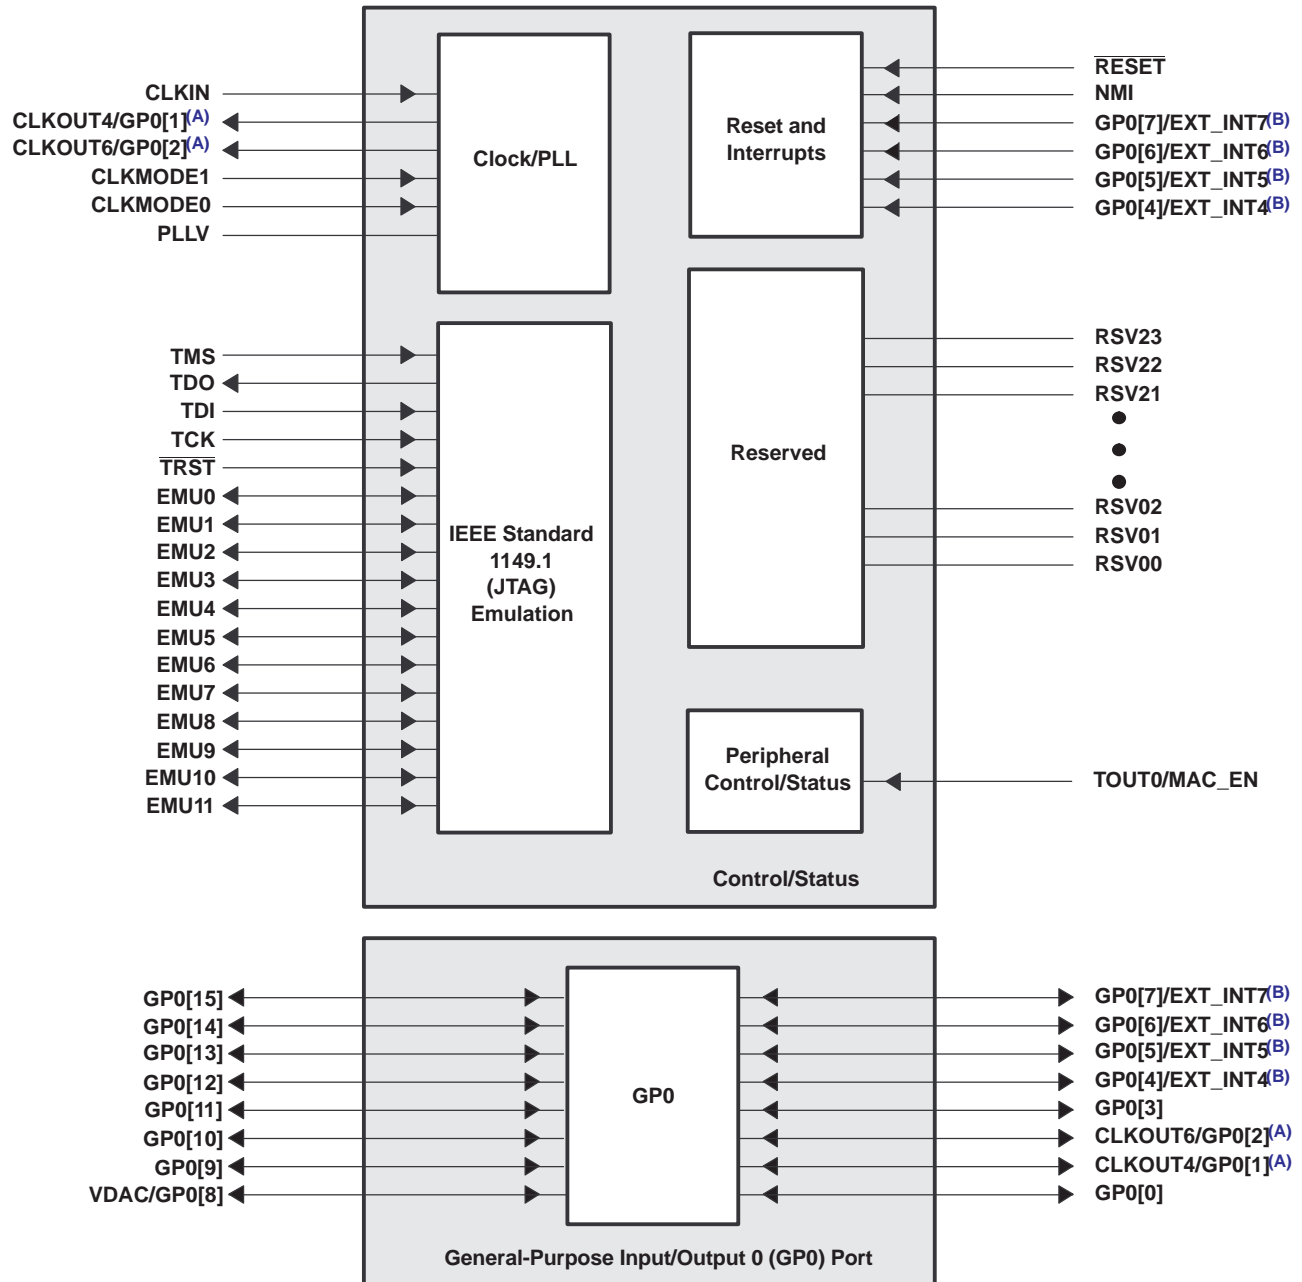 CLKIN
CLKOUT4/GP0[1](A)
CLKOUT6/GP0[2](A)
CLKMODE1
CLKMODE0
PLLV
Clock/PLL
Reset and
Interrupts
RESET
NMI
GP0[7]/EXT_INT7(B)
GP0[6]/EXT_INT6(B)
GP0[5]/EXT_INT5(B)
GP0[4]/EXT_INT4(B)
TMS
TDO
TDI
TCK
TRST
EMU0
EMU1
EMU2
EMU3
EMU4
EMU5
EMU6
EMU7
EMU8
EMU9
EMU10
EMU11
IEEE Standard
1149.1
(JTAG)
Emulation
Reserved
RSV23
RSV22
RSV21
RSV02
RSV01
RSV00
Peripheral
Control/Status
TOUT0/MAC_EN
Control/Status
GP0[15]
GP0[14]
GP0[13]
GP0[12]
GP0[11]
GP0[10]
GP0[9]
VDAC/GP0[8]
GP0
GP0[7]/EXT_INT7(B)
GP0[6]/EXT_INT6(B)
GP0[5]/EXT_INT5(B)
GP0[4]/EXT_INT4(B)
GP0[3]
CLKOUT6/GP0[2](A)
CLKOUT4/GP0[1](A)
GP0[0]
General-Purpose Input/Output 0 (GP0) Port